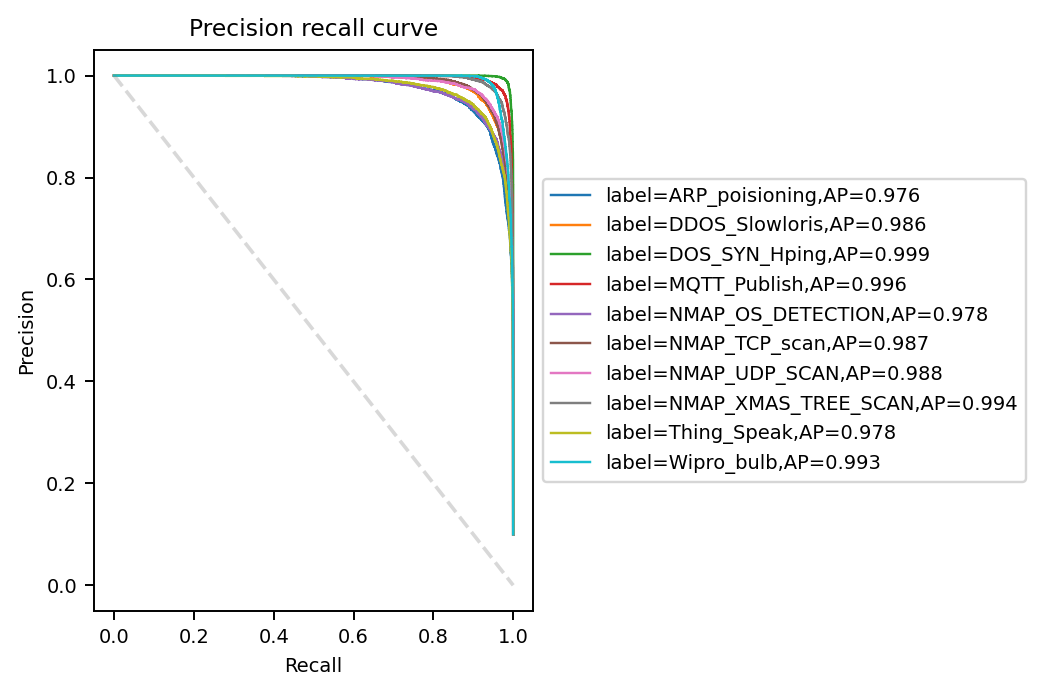 Precision recall curve
1.0
0.8
0.6
0.4
0.2
0.0
Precision
0.0 0.2 0.4 0.6 0.8 1.0
Recall
label=ARP_poisioning,AP=0.976
label=DDOS_Slowloris,AP=0.986
label=DOS_SYN_Hping,AP=0.999
label=MQTT_Publish,AP=0.996
label=NMAP_OS_DETECTION,AP=0.978
label=NMAP_TCP_scan,AP=0.987
label=NMAP_UDP_SCAN,AP=0.988
label=NMAP_XMAS_TREE_SCAN,AP=0.994
label=Thing_Speak,AP=0.978
label=Wipro_bulb,AP=0.993